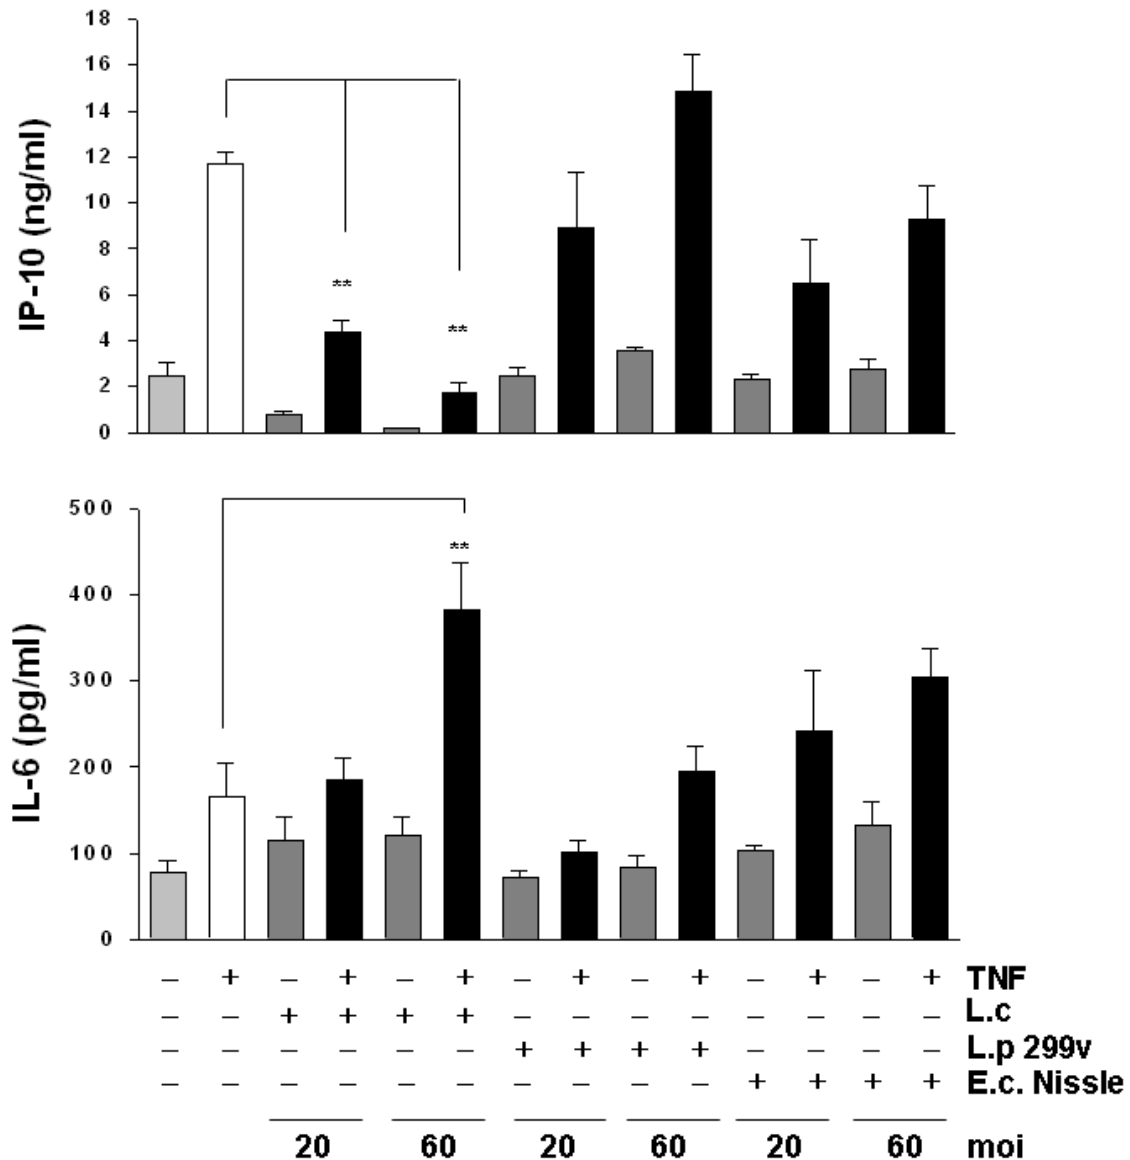 18
16
14
12
10
8
6
4
2
0
IP-10 (ng/ml)
**
**
500
400
300
200
100
0
IL-6 (pg/ml)
**
– + – + – + – + – + – + – + TNF
– – + + + + – – – – – – – – L.c
– – – – – – + + + + – – – – L.p 299v
– – – – – – – – – – + + + + E.c. Nissle
20 60 20 60 20 60 moi